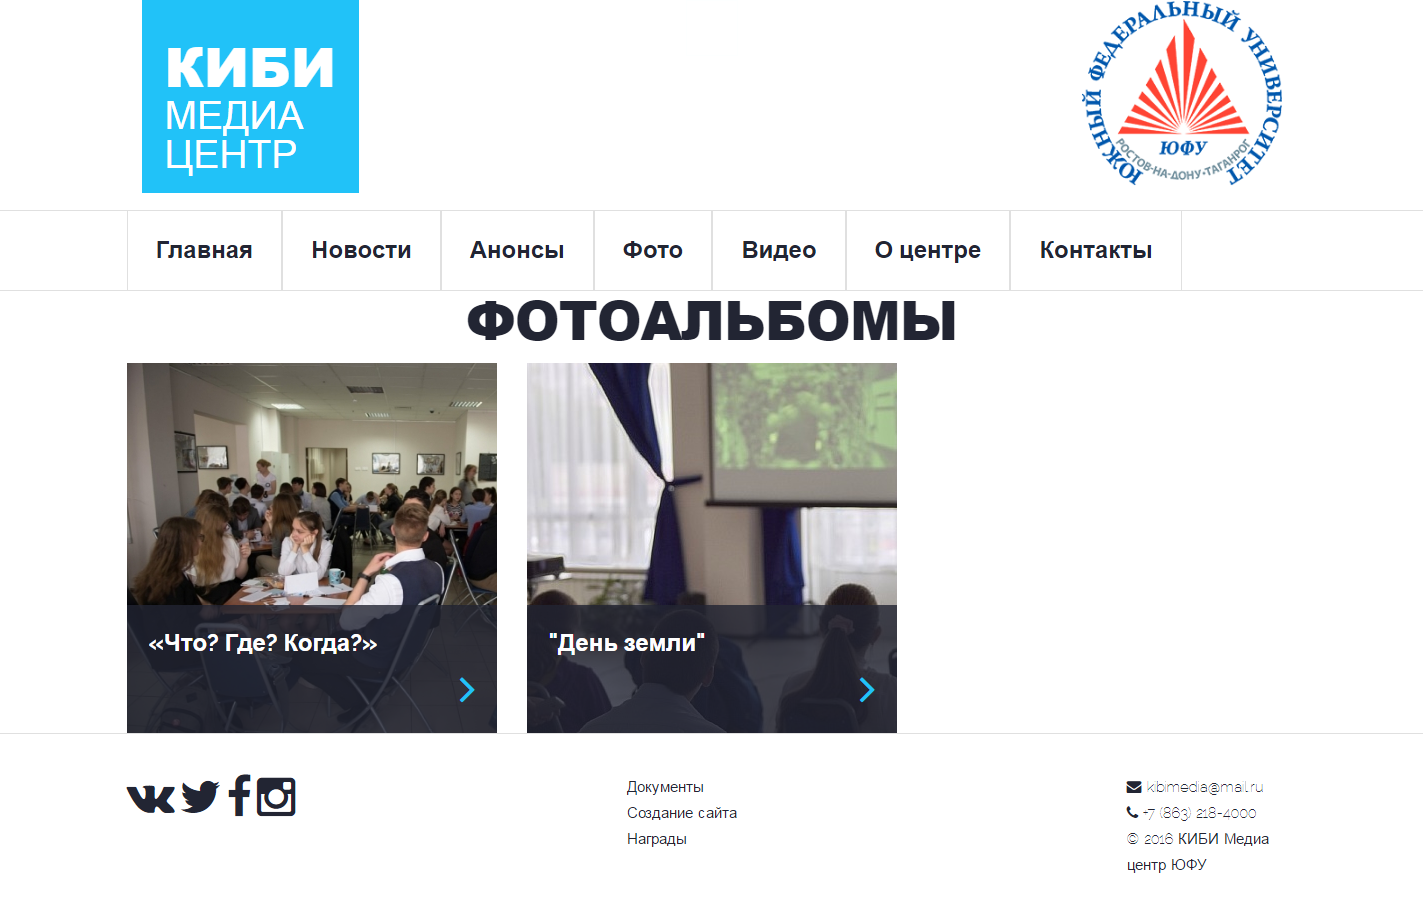 КИБИ
МЕДИА
ЦЕНТР
ЮЖНЫЙ ФЕДЕРАЛЬНЫЙ УНИВЕРСИТЕТ
ЮФУ
РОСТОВ-НА-ДОНУ•ТАГАНРОГ
Главная Новости Анонсы Фото Видео О центре Контакты
ФОТОАЛЬБОМЫ
«Что? Где? Когда?»
"День земли"
Документы
Создание сайта
Награды
kibimedia@mail.ru
+7 (863) 218-4000
© 2016 КИБИ Медиа
центр ЮФУ